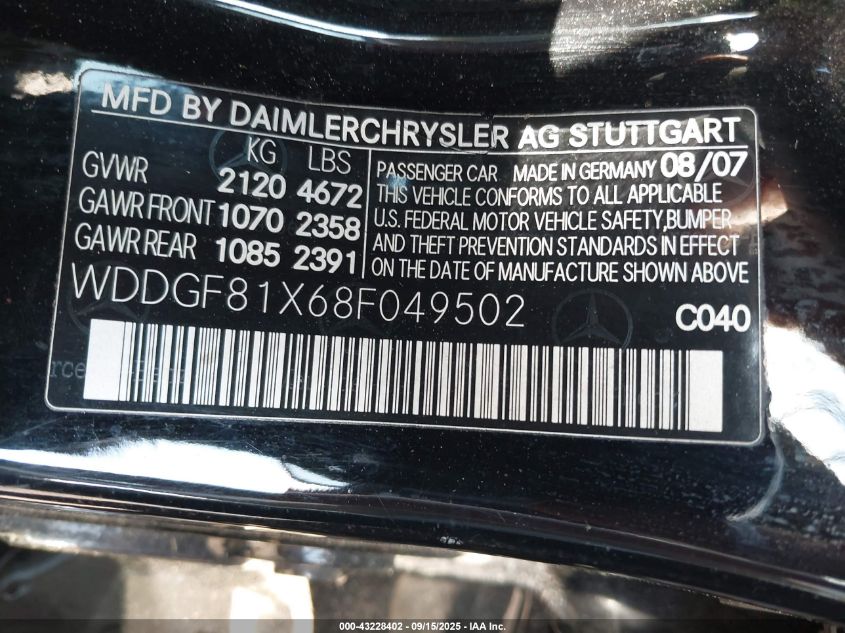 MFD BY DAIMLERCHRYSLER AG STUTTGART
KG LBS
GVWR 2120 4672
GAWR FRONT 1070 2358
GAWR REAR 1085 2391
PASSENGER CAR MADE IN GERMANY 08/07
THIS VEHICLE CONFORMS TO ALL APPLICABLE
U.S. FEDERAL MOTOR VEHICLE SAFETY, BUMPER
AND THEFT PREVENTION STANDARDS IN EFFECT
ON THE DATE OF MANUFACTURE SHOWN ABOVE
WDDGF81X68F049502
C040
000-43228402 - 09/15/2025 - IAA Inc.